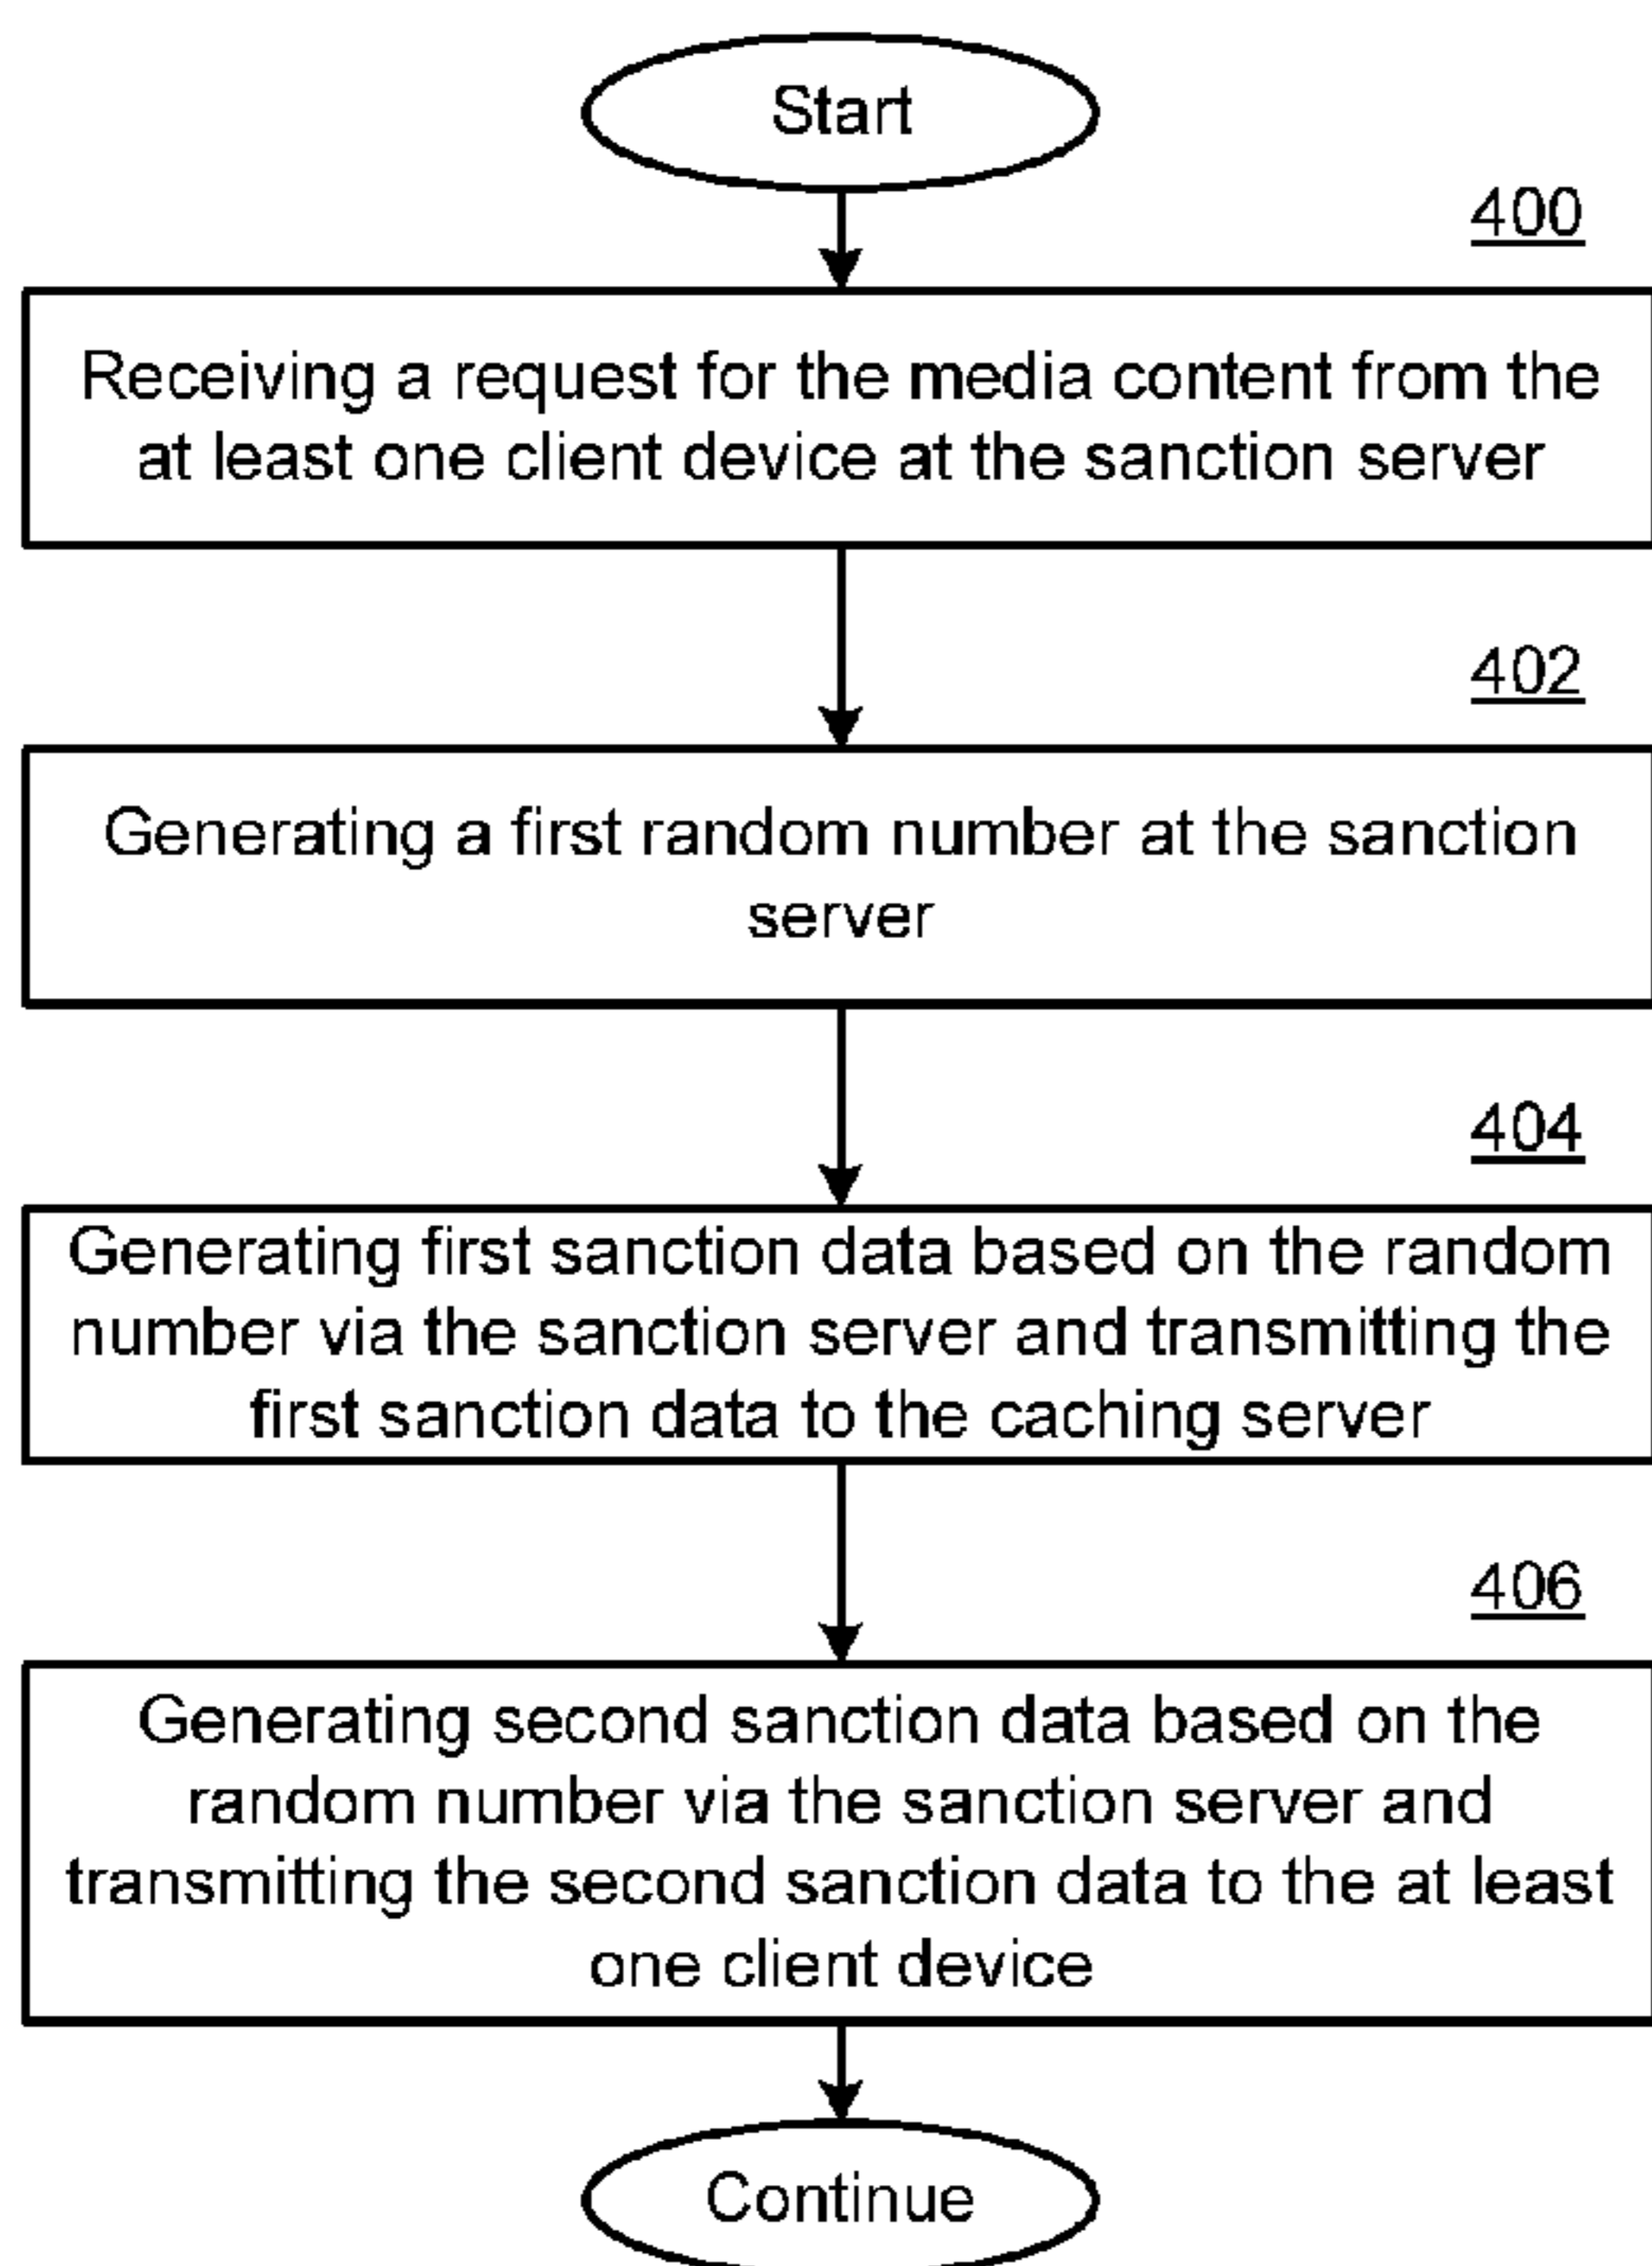 Start
400
Receiving a request for the media content from the
at least one client device at the sanction server
402
Generating a first random number at the sanction
server
404
Generating first sanction data based on the random
number via the sanction server and transmitting the
first sanction data to the caching server
406
Generating second sanction data based on the
random number via the sanction server and
transmitting the second sanction data to the at least
one client device
Continue